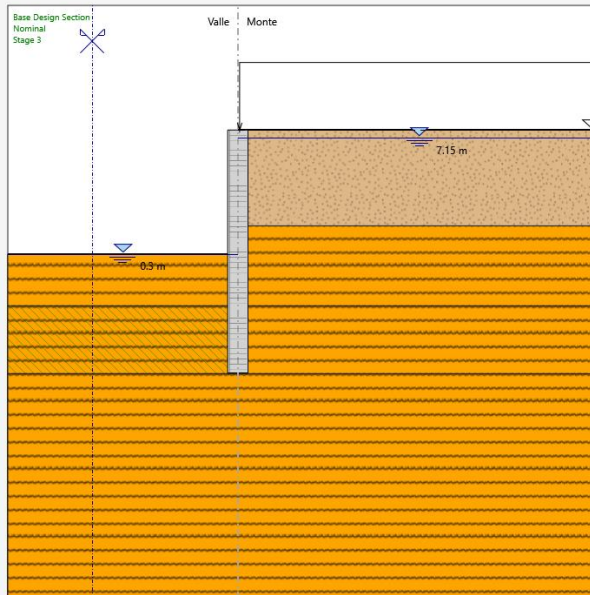 Base Design Section
Nominal
Stage 3
Valle
Monte
7.15 m
0.3 m